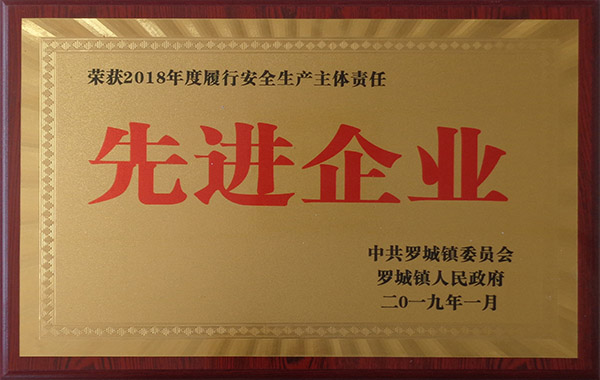 荣获2018年度履行安全生产主体责任
先进企业
中共罗城镇委员会
罗城镇人民政府
二0一九年一月